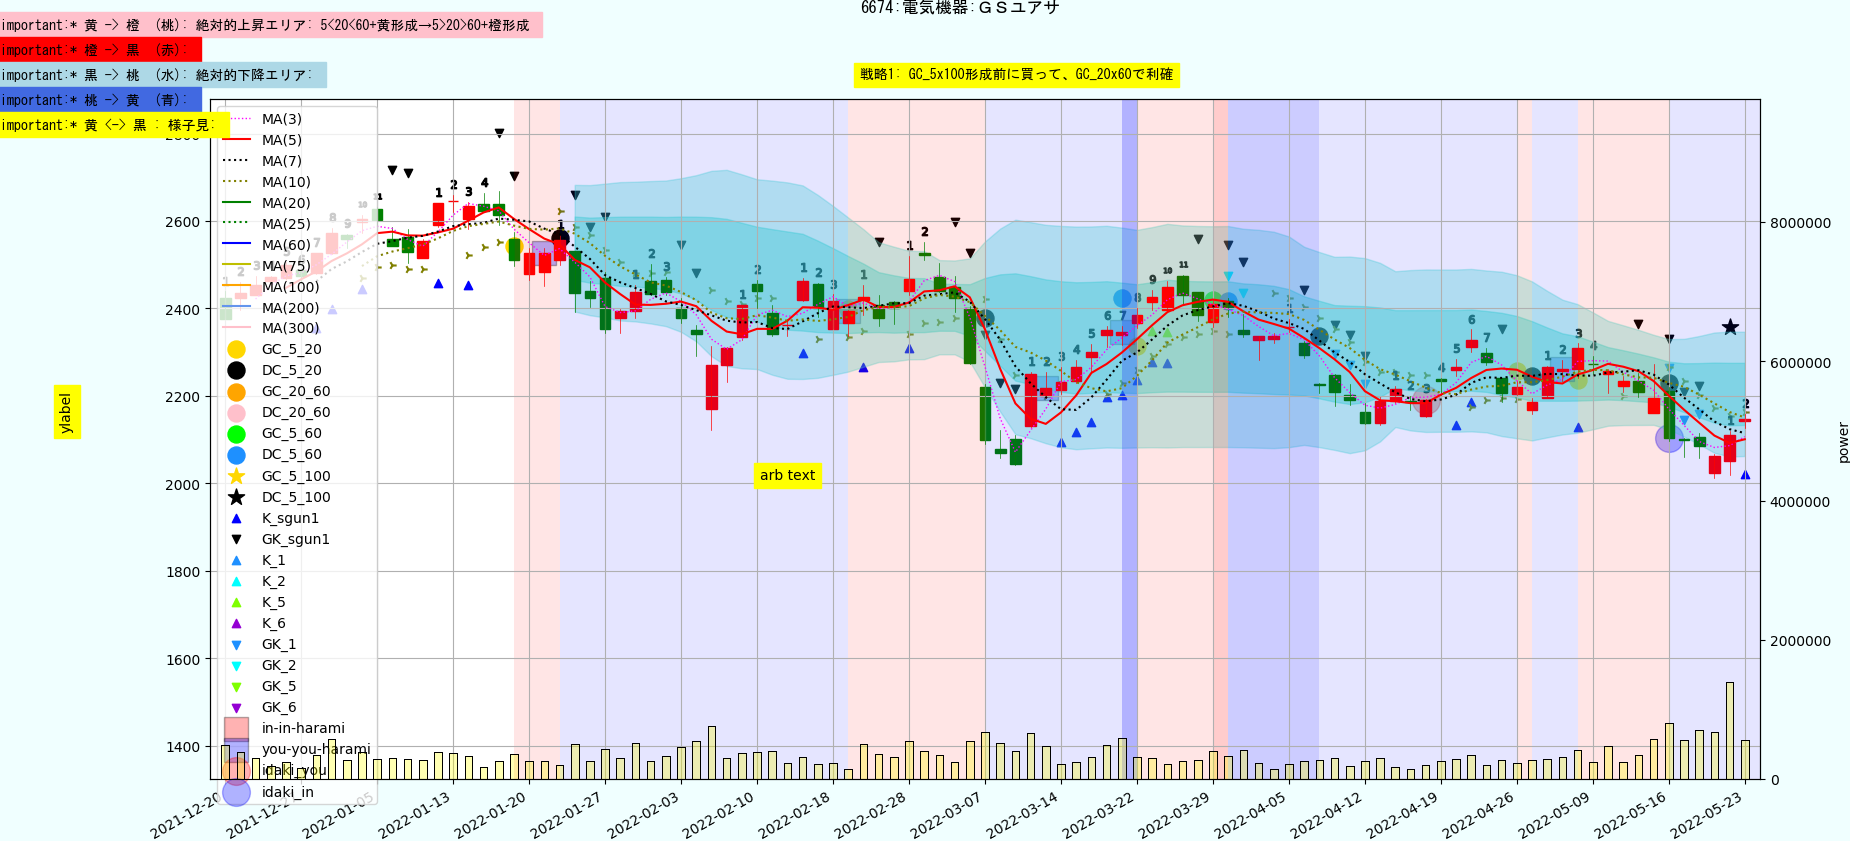 6674:電気機器:ＧＳユアサ
important:* 黄 -> 橙 （桃）: 絶対的上昇エリア: 5<20<60+黄形成→5>20>60+橙形成
important:* 橙 -> 黒 （赤）:
important:* 黒 -> 桃 （水）: 絶対的下降エリア:
important:* 桃 -> 黄 （青）:
important:* 黄 <-> 黒 : 様子見:
戦略1: GC_5x100形成前に買って、GC_20x60で利確
MA(3)
MA(5)
MA(7)
MA(10)
MA(20)
MA(25)
MA(60)
MA(75)
MA(100)
MA(200)
MA(300)
GC_5_20
DC_5_20
GC_20_60
DC_20_60
GC_5_60
DC_5_60
GC_5_100
DC_5_100
K_sgun1
GK_sgun1
K_1
K_2
K_5
K_6
GK_1
GK_2
GK_5
GK_6
in-in-harami
you-you-harami
idaki_you
idaki_in
2600
2400
2200
2000
1800
1600
1400
ylabel
arb text
8000000
6000000
4000000
2000000
0
power
2021-12-20
2022-01-05
2022-01-13
2022-01-20
2022-01-27
2022-02-03
2022-02-10
2022-02-18
2022-02-28
2022-03-07
2022-03-14
2022-03-22
2022-03-29
2022-04-05
2022-04-12
2022-04-19
2022-04-26
2022-05-09
2022-05-16
2022-05-23